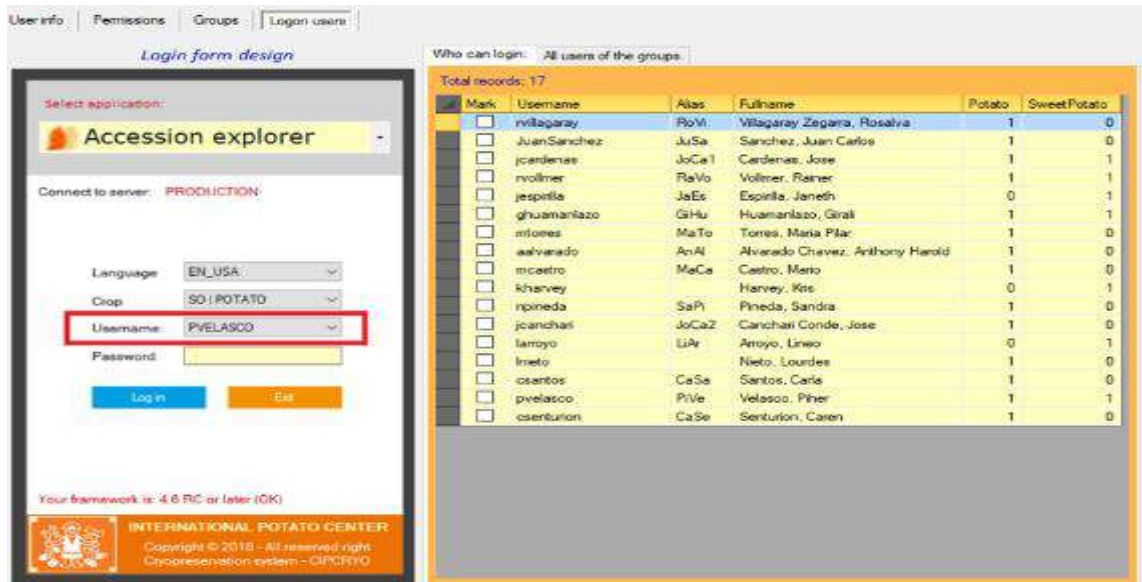 User info Permissions Groups Logon users
Login form design
Select application:
Accession explorer
Connect to server: PRODUCTION
Language EN_USA
Crop SO | POTATO
Username PVELASCO
Password
Log in Exit
Your framework is: 4.6 RC or later (OK)
INTERNATIONAL POTATO CENTER
Copyright © 2018 - All reserved right
Cryopreservation system - CIPCRYO
Who can login: All users of the groups.
Total records: 17
Mark Username Alias Fullname Potato SweetPotato
rvillagaray RoVi Villagaray Zegarra, Rosalva 1 0
JuanSanchez JuSa Sanchez, Juan Carlos 1 0
jcardenas JoCa1 Cardenas, Jose 1 1
rvollmer RaVo Vollmer, Rainer 1 1
jespirilla JaEs Espirilla, Janeth 0 1
ghuamanlazo GiHu Huamanlazo, Girali 1 1
mtorres MaTo Torres, Maria Pilar 1 0
aalvarado AnAl Alvarado Chavez, Anthony Harold 1 0
mcastro MaCa Castro, Mario 1 0
kharvey Harvey, Kris 0 1
npineda SaPi Pineda, Sandra 1 0
jcanchari JoCa2 Canchari Conde, Jose 1 0
larroyo LiAr Arroyo, Lineo 0 1
lnieto Nieto, Lourdes 1 0
csantos CaSa Santos, Carla 1 0
pvelasco PiVe Velasco, Piher 1 1
csenturion CaSe Senturion, Caren 1 0